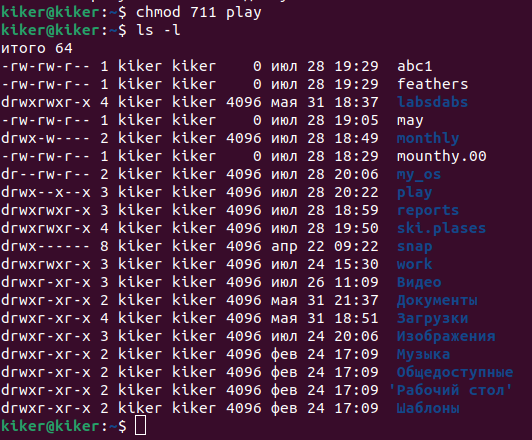 kiker@kiker:~$ chmod 711 play
kiker@kiker:~$ ls -l
итого 64
-rw-rw-r-- 1 kiker kiker    0 июл 28 19:29  abc1
-rw-rw-r-- 1 kiker kiker    0 июл 28 19:29  feathers
drwxrwxr-x 4 kiker kiker 4096 мая 31 18:37  labsdabs
-rw-rw-r-- 1 kiker kiker    0 июл 28 19:05  may
drwx-w---- 2 kiker kiker 4096 июл 28 18:49  monthly
-rw-rw-r-- 1 kiker kiker    0 июл 28 18:29  mounthy.00
dr--rw-r-- 2 kiker kiker 4096 июл 28 20:06  my_os
drwx--x--x 3 kiker kiker 4096 июл 28 20:22  play
drwxrwxr-x 3 kiker kiker 4096 июл 28 18:59  reports
drwxrwxr-x 4 kiker kiker 4096 июл 28 19:50  ski.plases
drwx------ 8 kiker kiker 4096 апр 22 09:22  snap
drwxrwxr-x 3 kiker kiker 4096 июл 24 15:30  work
drwxr-xr-x 3 kiker kiker 4096 июл 26 11:09  Видео
drwxr-xr-x 2 kiker kiker 4096 мая 31 21:37  Документы
drwxr-xr-x 4 kiker kiker 4096 мая 31 18:51  Загрузки
drwxr-xr-x 3 kiker kiker 4096 июл 24 20:06  Изображения
drwxr-xr-x 2 kiker kiker 4096 фев 24 17:09  Музыка
drwxr-xr-x 2 kiker kiker 4096 фев 24 17:09  Общедоступные
drwxr-xr-x 2 kiker kiker 4096 фев 24 17:09 'Рабочий стол'
drwxr-xr-x 2 kiker kiker 4096 фев 24 17:09  Шаблоны
kiker@kiker:~$